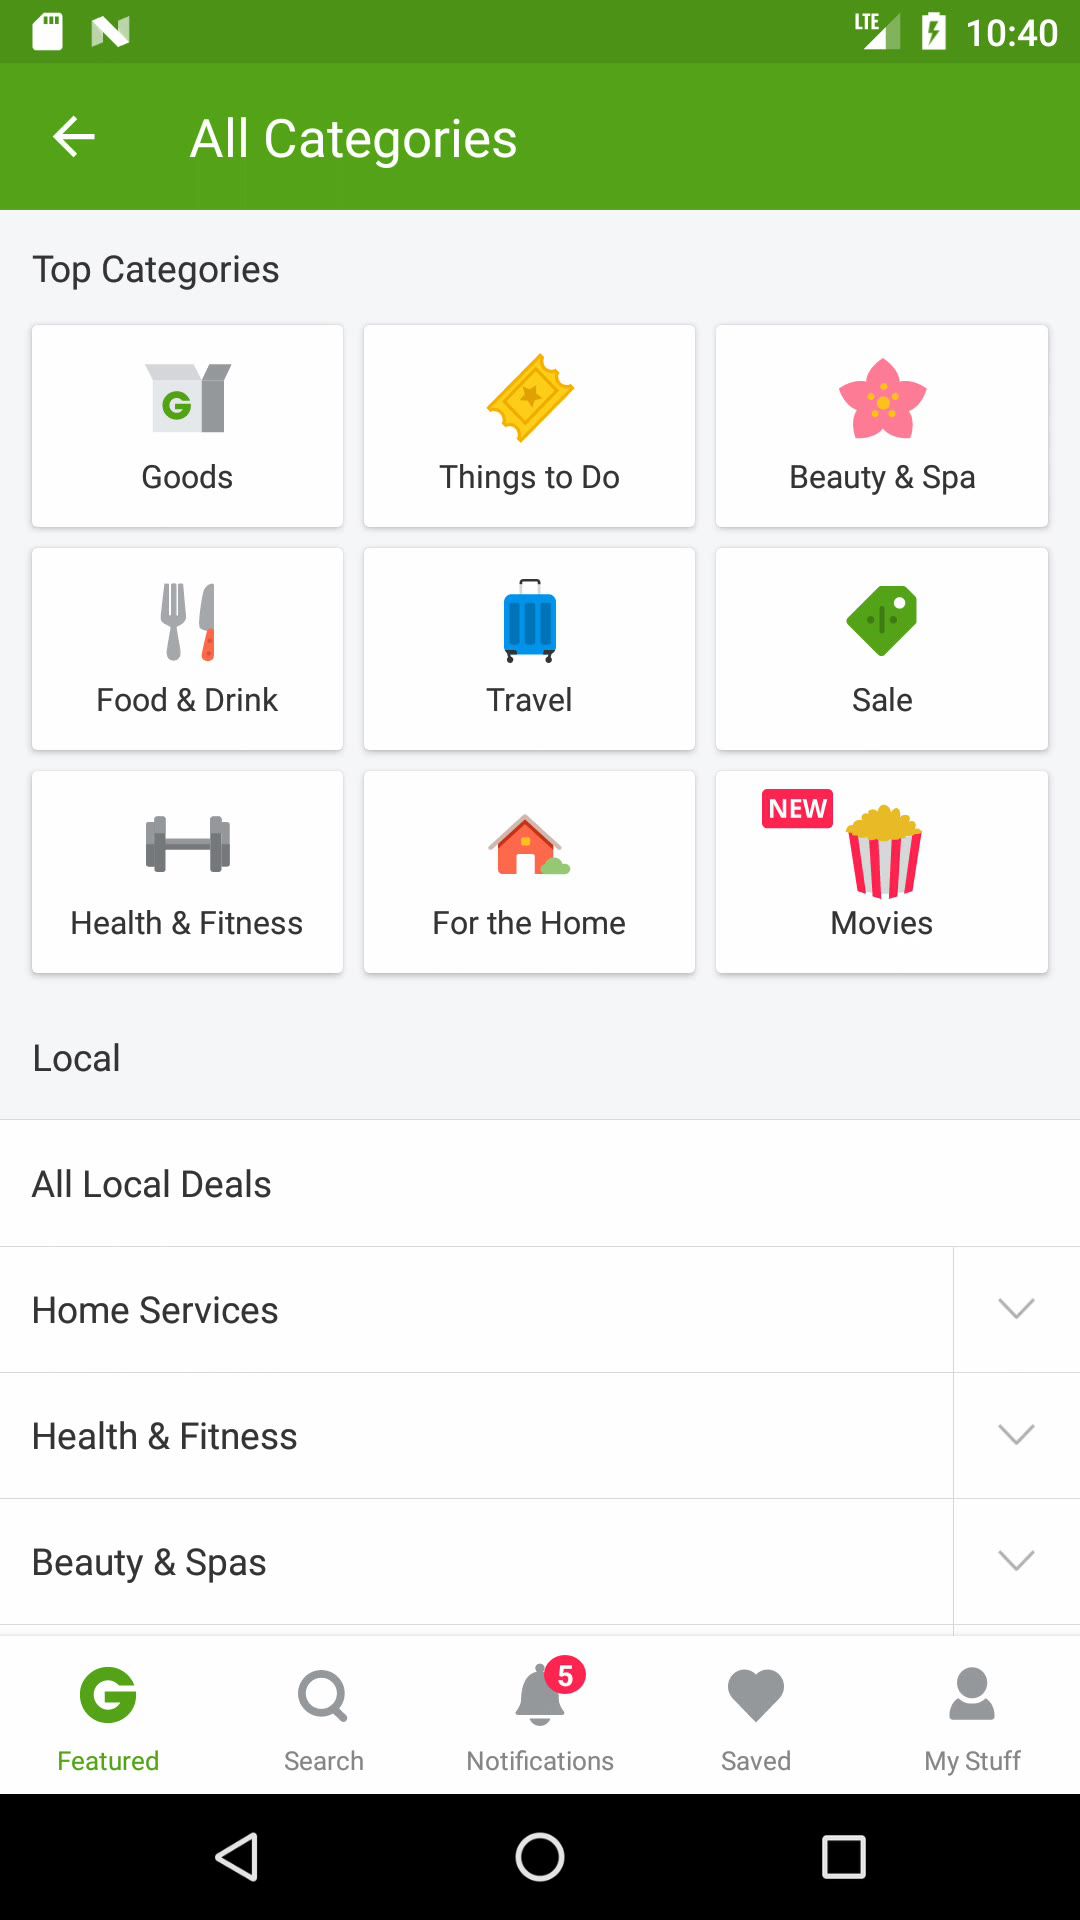 LTE 10:40
All Categories
Top Categories
Goods
Things to Do
Beauty & Spa
Food & Drink
Travel
Sale
Health & Fitness
For the Home
NEW
Movies
Local
All Local Deals
Home Services
Health & Fitness
Beauty & Spas
5
Featured
Search
Notifications
Saved
My Stuff